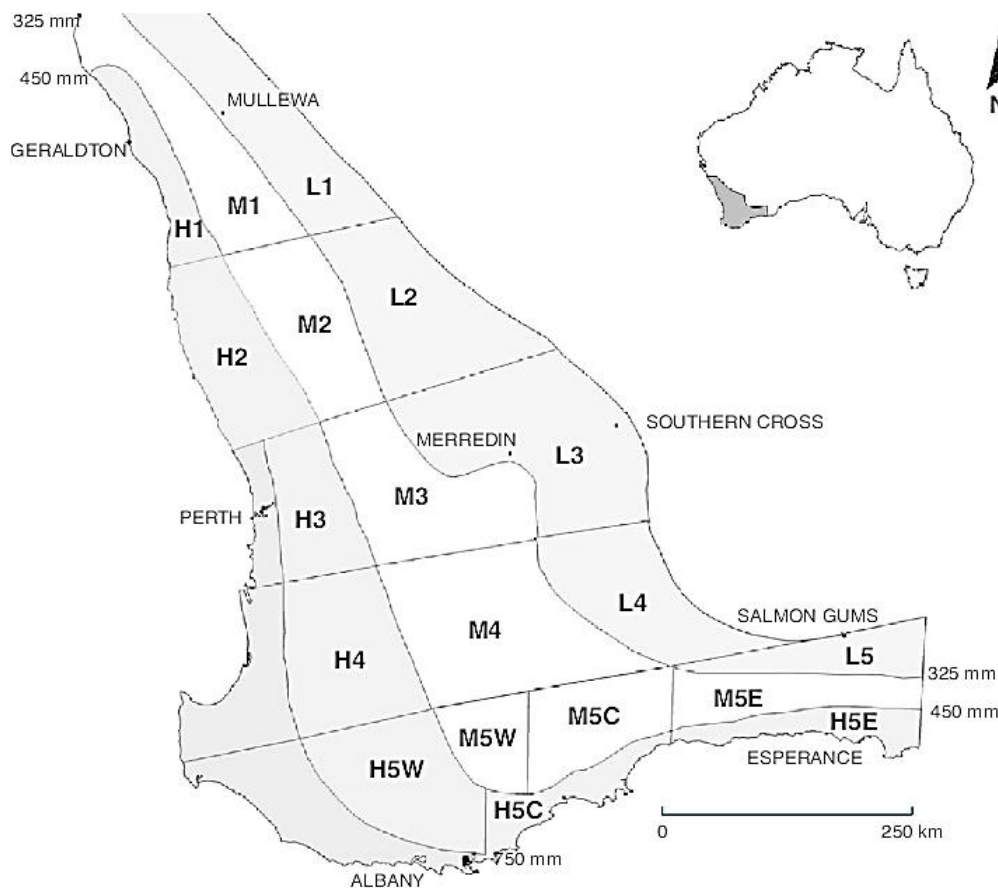 325 mm
450 mm
MULLEWA
N
GERALDTON
L1
M1
H1
L2
M2
H2
SOUTHERN CROSS
MERREDIN
L3
M3
PERTH
H3
L4
SALMON GUMS
M4
H4
L5
325 mm
M5E
450 mm
M5C
H5E
M5W
ESPERANCE
H5W
H5C
0 250 km
750 mm
ALBANY